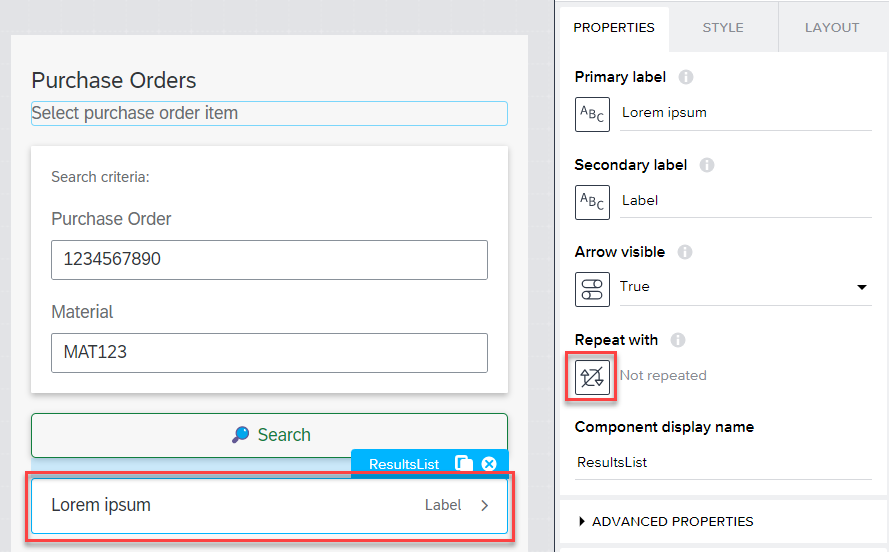 Purchase Orders
Select purchase order item
Search criteria:
Purchase Order
1234567890
Material
MAT123
Search
ResultsList
Lorem ipsum Label
PROPERTIES STYLE LAYOUT
Primary label
ABC Lorem ipsum
Secondary label
ABC Label
Arrow visible
True
Repeat with
Not repeated
Component display name
ResultsList
ADVANCED PROPERTIES